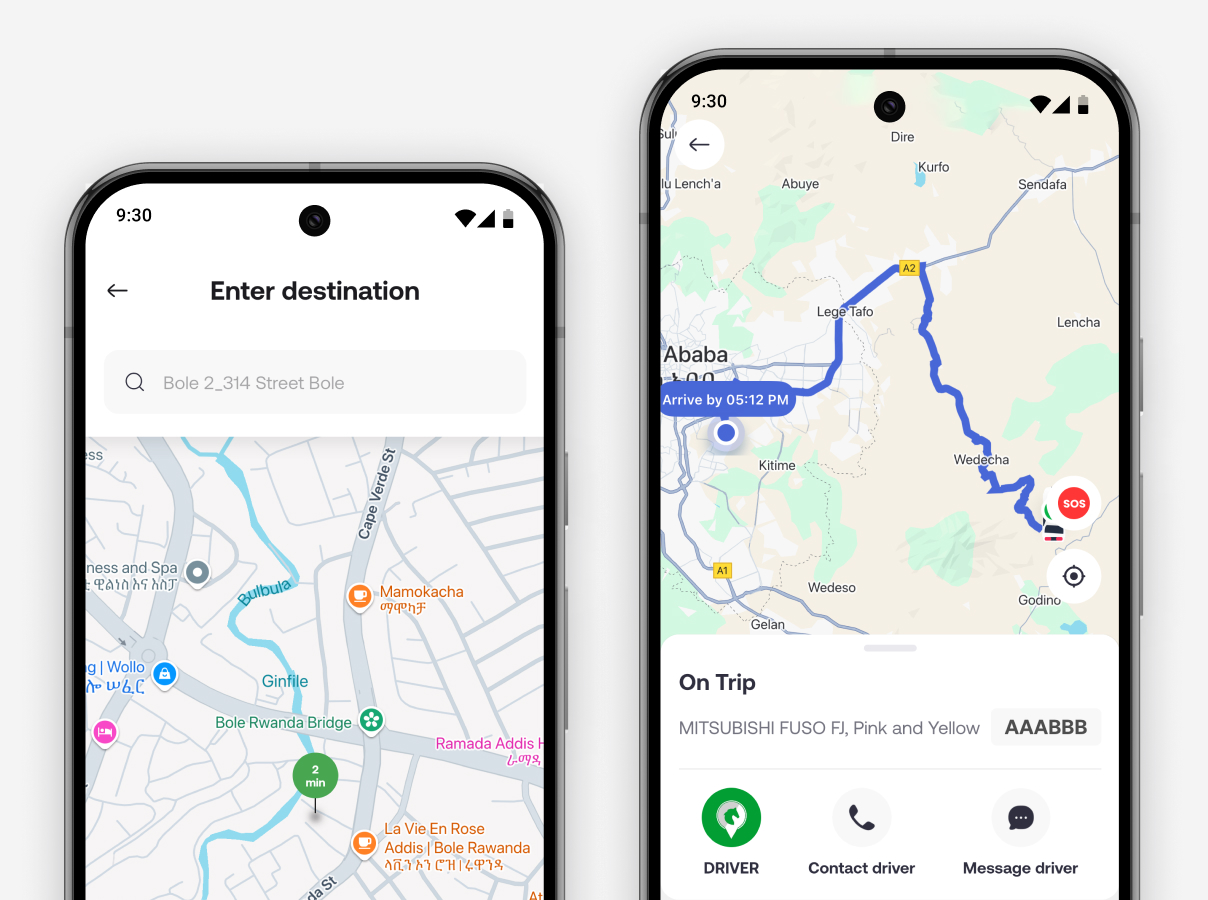 9:30
Enter destination
Bole 2_314 Street Bole
ess
Cape Verde St
ness and Spa
Bulbula
Mamokacha
ማሞካቻ
g | Wollo
ሎ ሠፈር
Ginfile
Bole Rwanda Bridge
Ramada Addis H
ራማዳ
2
min
La Vie En Rose
Addis | Bole Rawanda
ላቪ ኦን ሮዝ | ሩዋንዳ
da St
At
9:30
Sul
Dire
Kurfo
lu Lench'a
Abuye
Sendafa
A2
Lege Tafo
Lencha
Ababa
Arrive by 05:12 PM
Kitime
Wedecha
SOS
A1
Wedeso
Godino
Gelan
On Trip
MITSUBISHI FUSO FJ, Pink and Yellow
AAABBB
DRIVER
Contact driver
Message driver